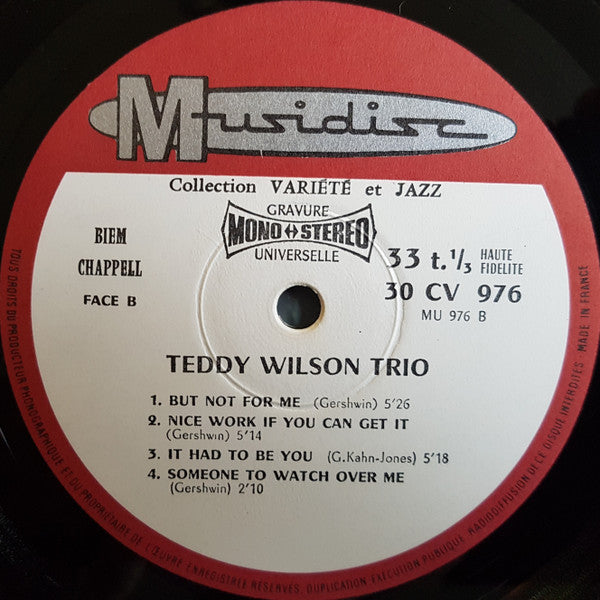 Musidisc
Collection VARIÉTÉ et JAZZ
GRAVURE
MONO ↔ STEREO
UNIVERSELLE
BIEM
CHAPPELL
FACE B
33 t. 1/3 HAUTE FIDELITE
30 CV 976
MU 976 B
TEDDY WILSON TRIO
1. BUT NOT FOR ME (Gershwin) 5'26
2. NICE WORK IF YOU CAN GET IT
(Gershwin) 5'14
3. IT HAD TO BE YOU (G.Kahn-Jones) 5'18
4. SOMEONE TO WATCH OVER ME
(Gershwin) 2'10
TOUS DROITS DU PRODUCTEUR PHONOGRAPHIQUE ET DU PROPRIÉTAIRE DE L'ŒUVRE ENREGISTRÉE RÉSERVÉS, DUPLICATION EXÉCUTION PUBLIQUE, RADIODIFFUSION DE CE DISQUE INTERDITES - MADE IN FRANCE